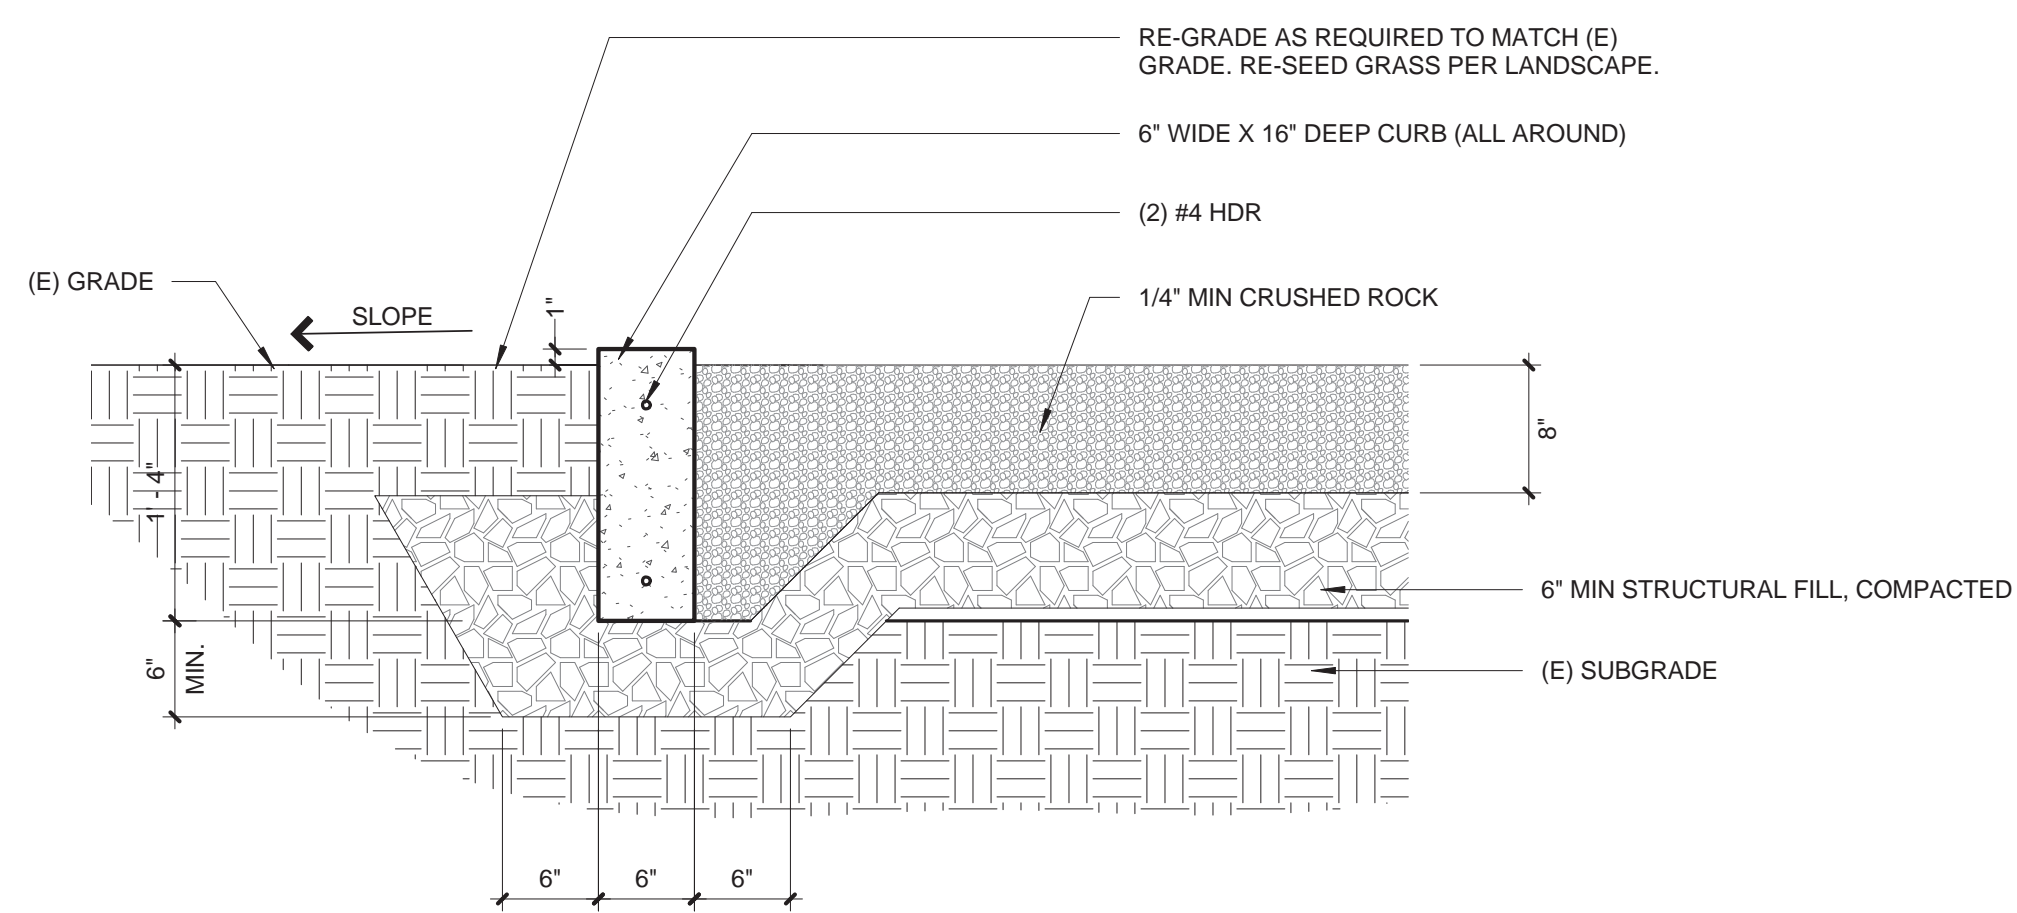 RE-GRADE AS REQUIRED TO MATCH (E)
GRADE. RE-SEED GRASS PER LANDSCAPE.
6" WIDE X 16" DEEP CURB (ALL AROUND)
(2) #4 HDR
(E) GRADE
SLOPE
1"
1/4" MIN CRUSHED ROCK
8"
1' - 4"
6" MIN STRUCTURAL FILL, COMPACTED
6"
MIN.
(E) SUBGRADE
6"
6"
6"